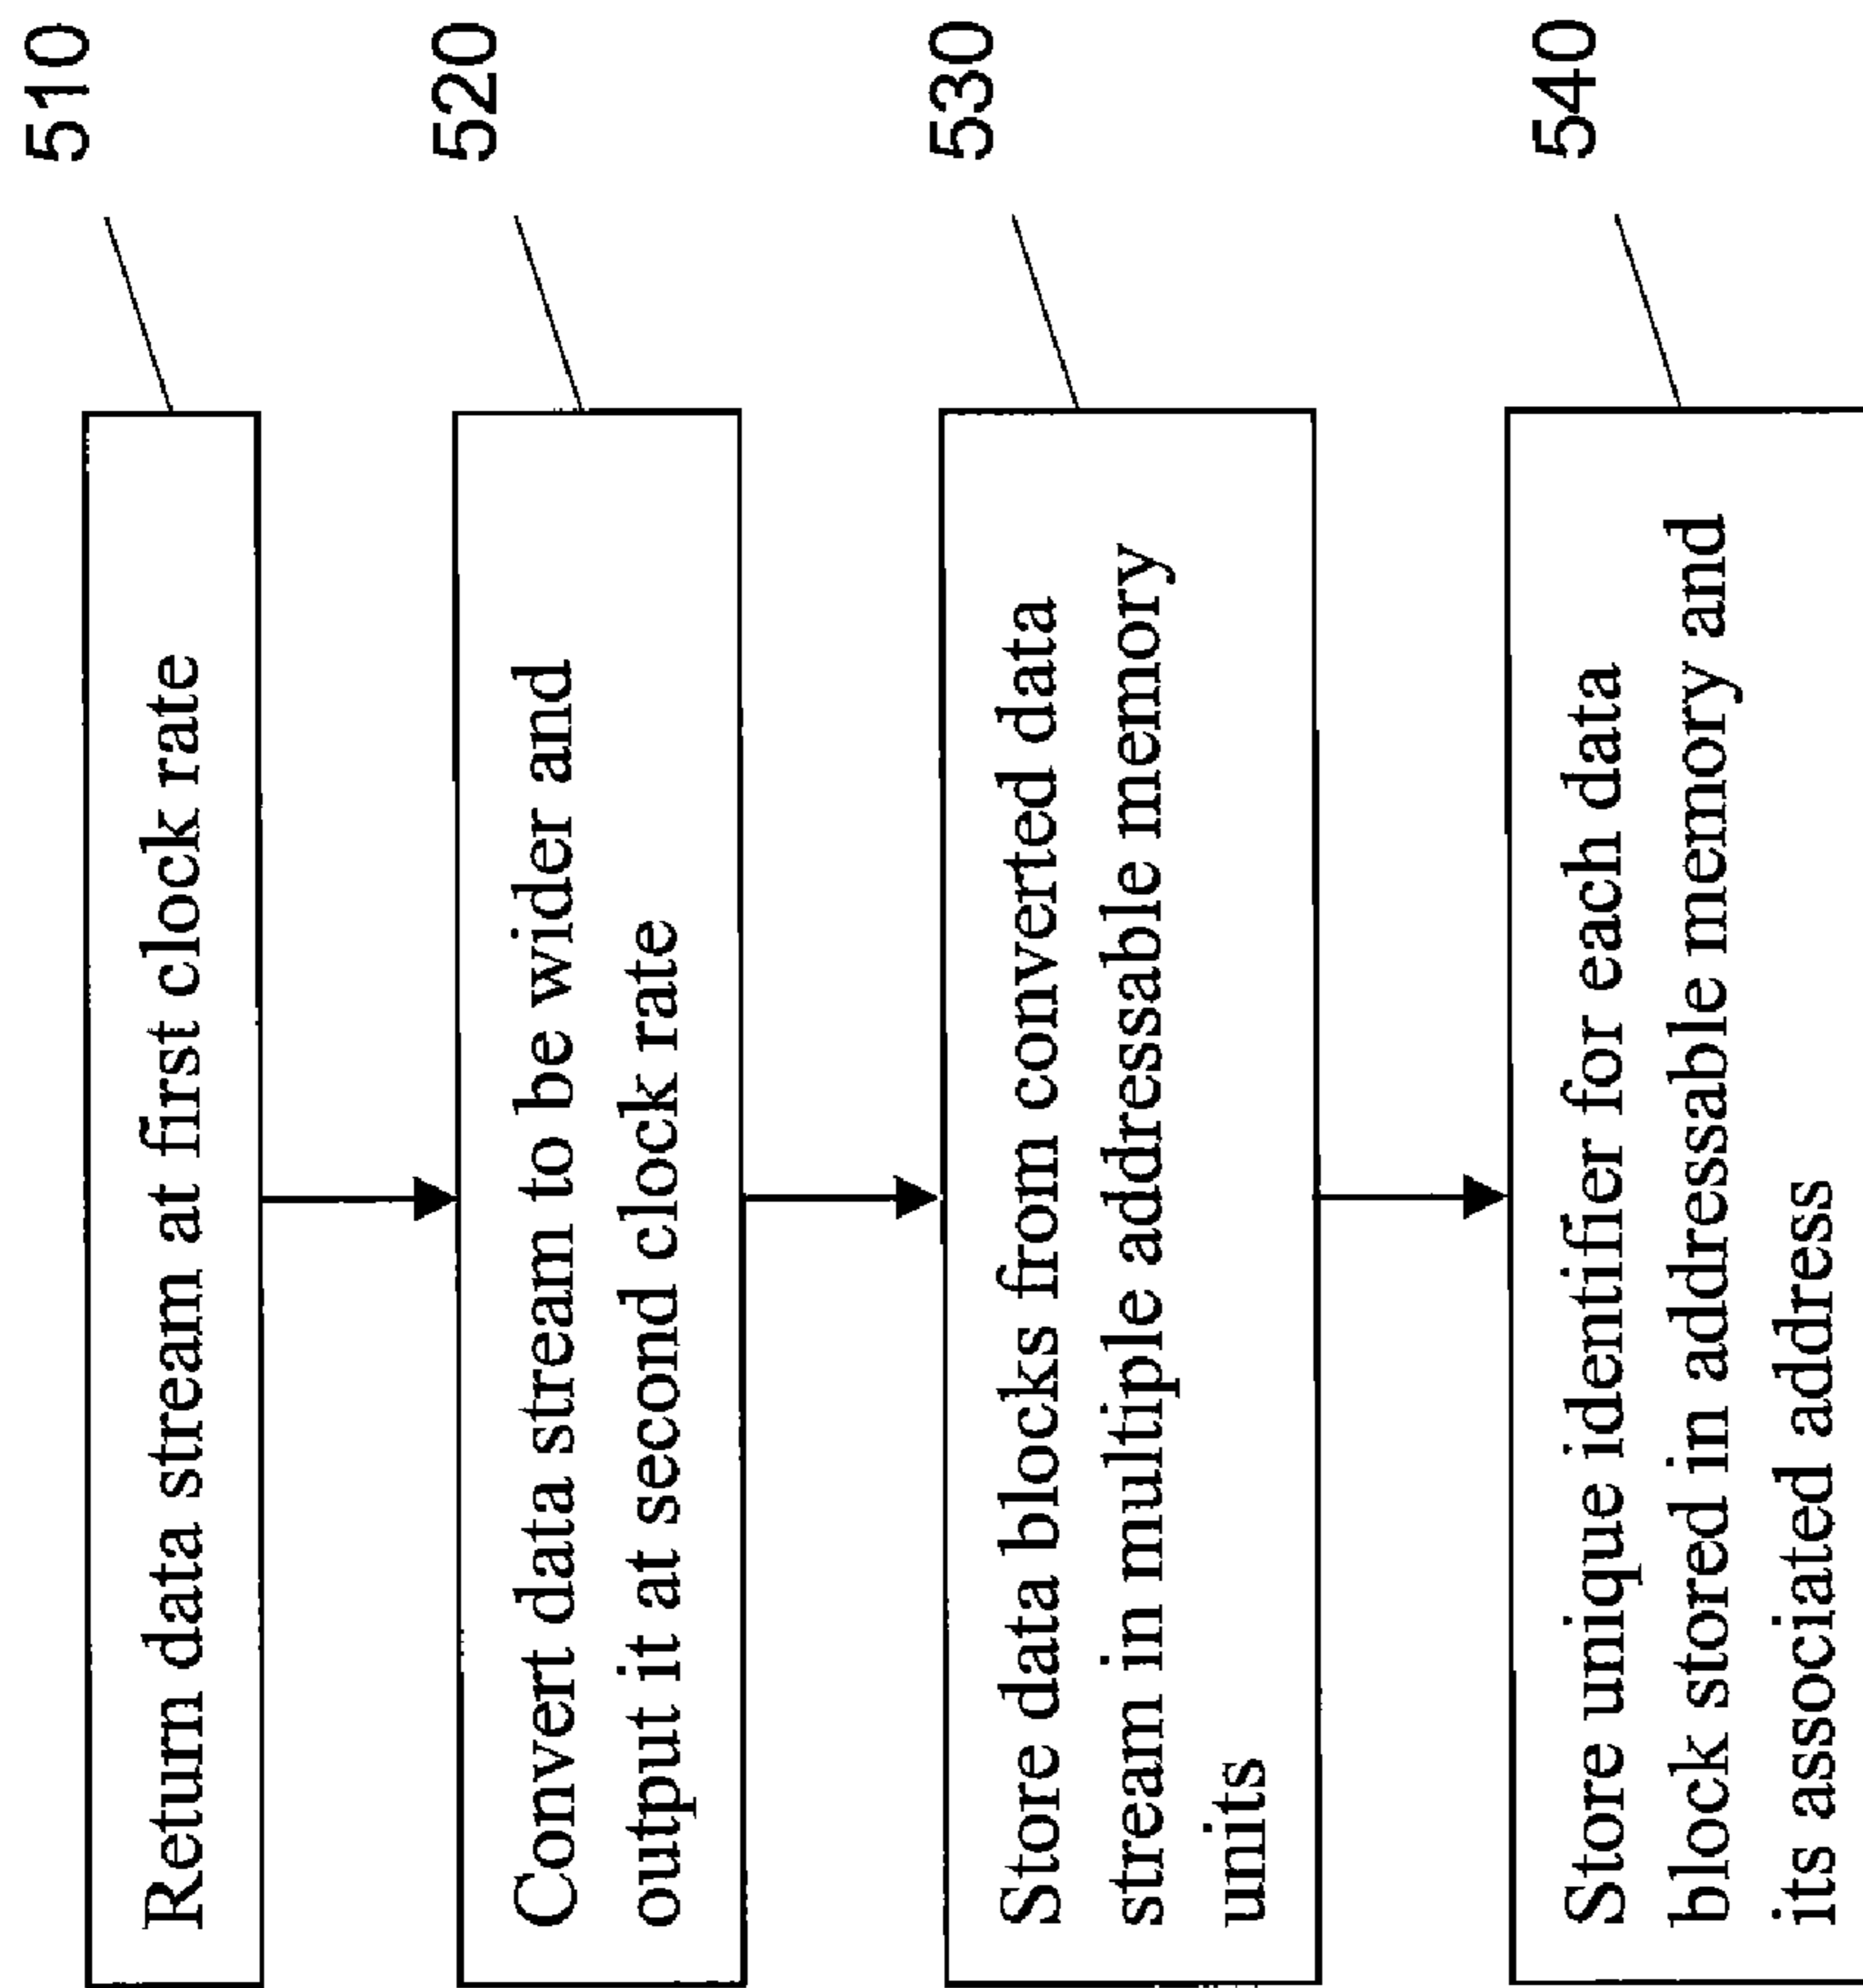 Return data stream at first clock rate
510
Convert data stream to be wider and
output it at second clock rate
520
Store data blocks from converted data
stream in multiple addressable memory
units
530
Store unique identifier for each data
block stored in addressable memory and
its associated address
540